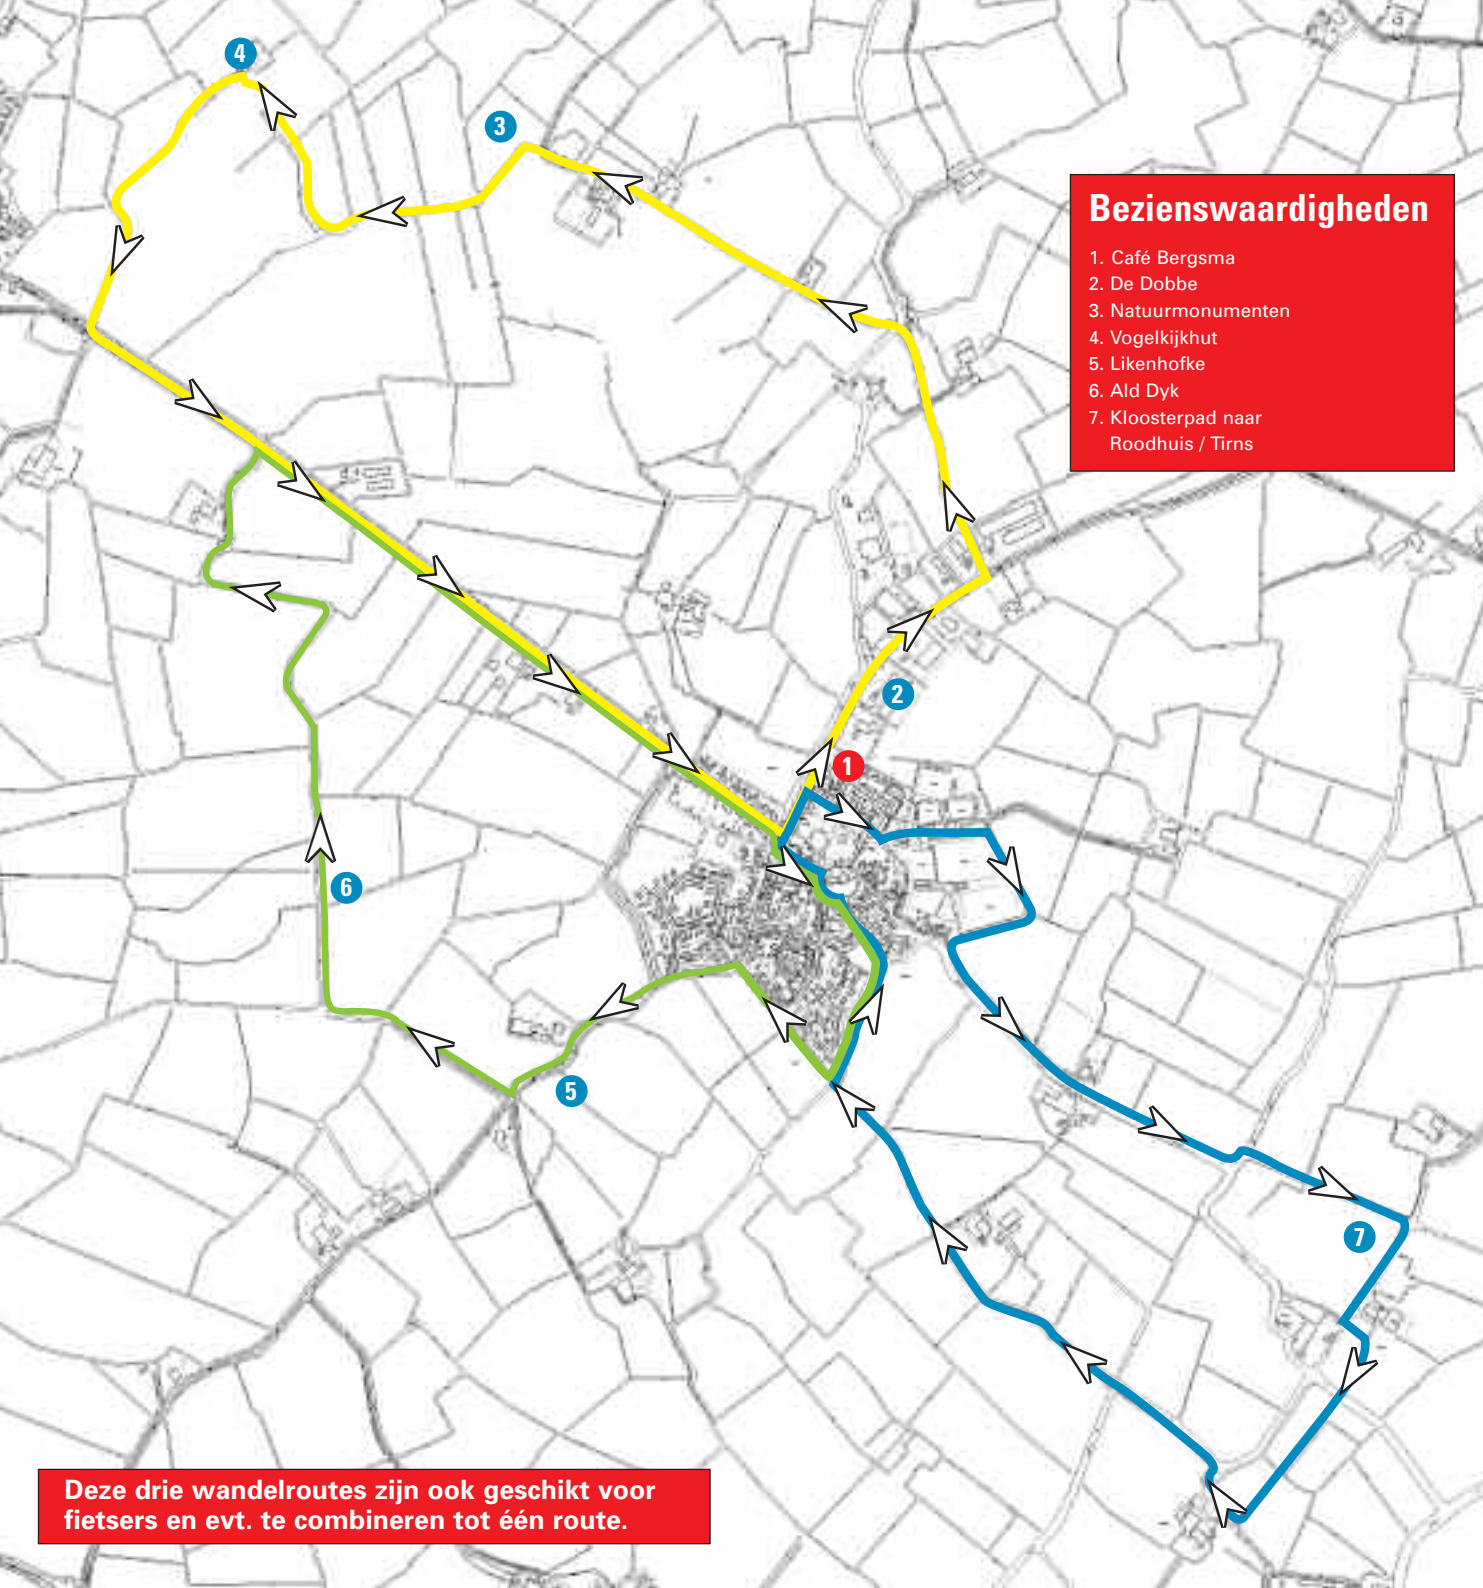 4
3
Bezienswaardigheden
1. Café Bergsma
2. De Dobbe
3. Natuurmonumenten
4. Vogelkijkhut
5. Likenhofke
6. Ald Dyk
7. Kloosterpad naar
Roodhuis / Tirns
2
1
6
5
7
Deze drie wandelroutes zijn ook geschikt voor
fietsers en evt. te combineren tot één route.